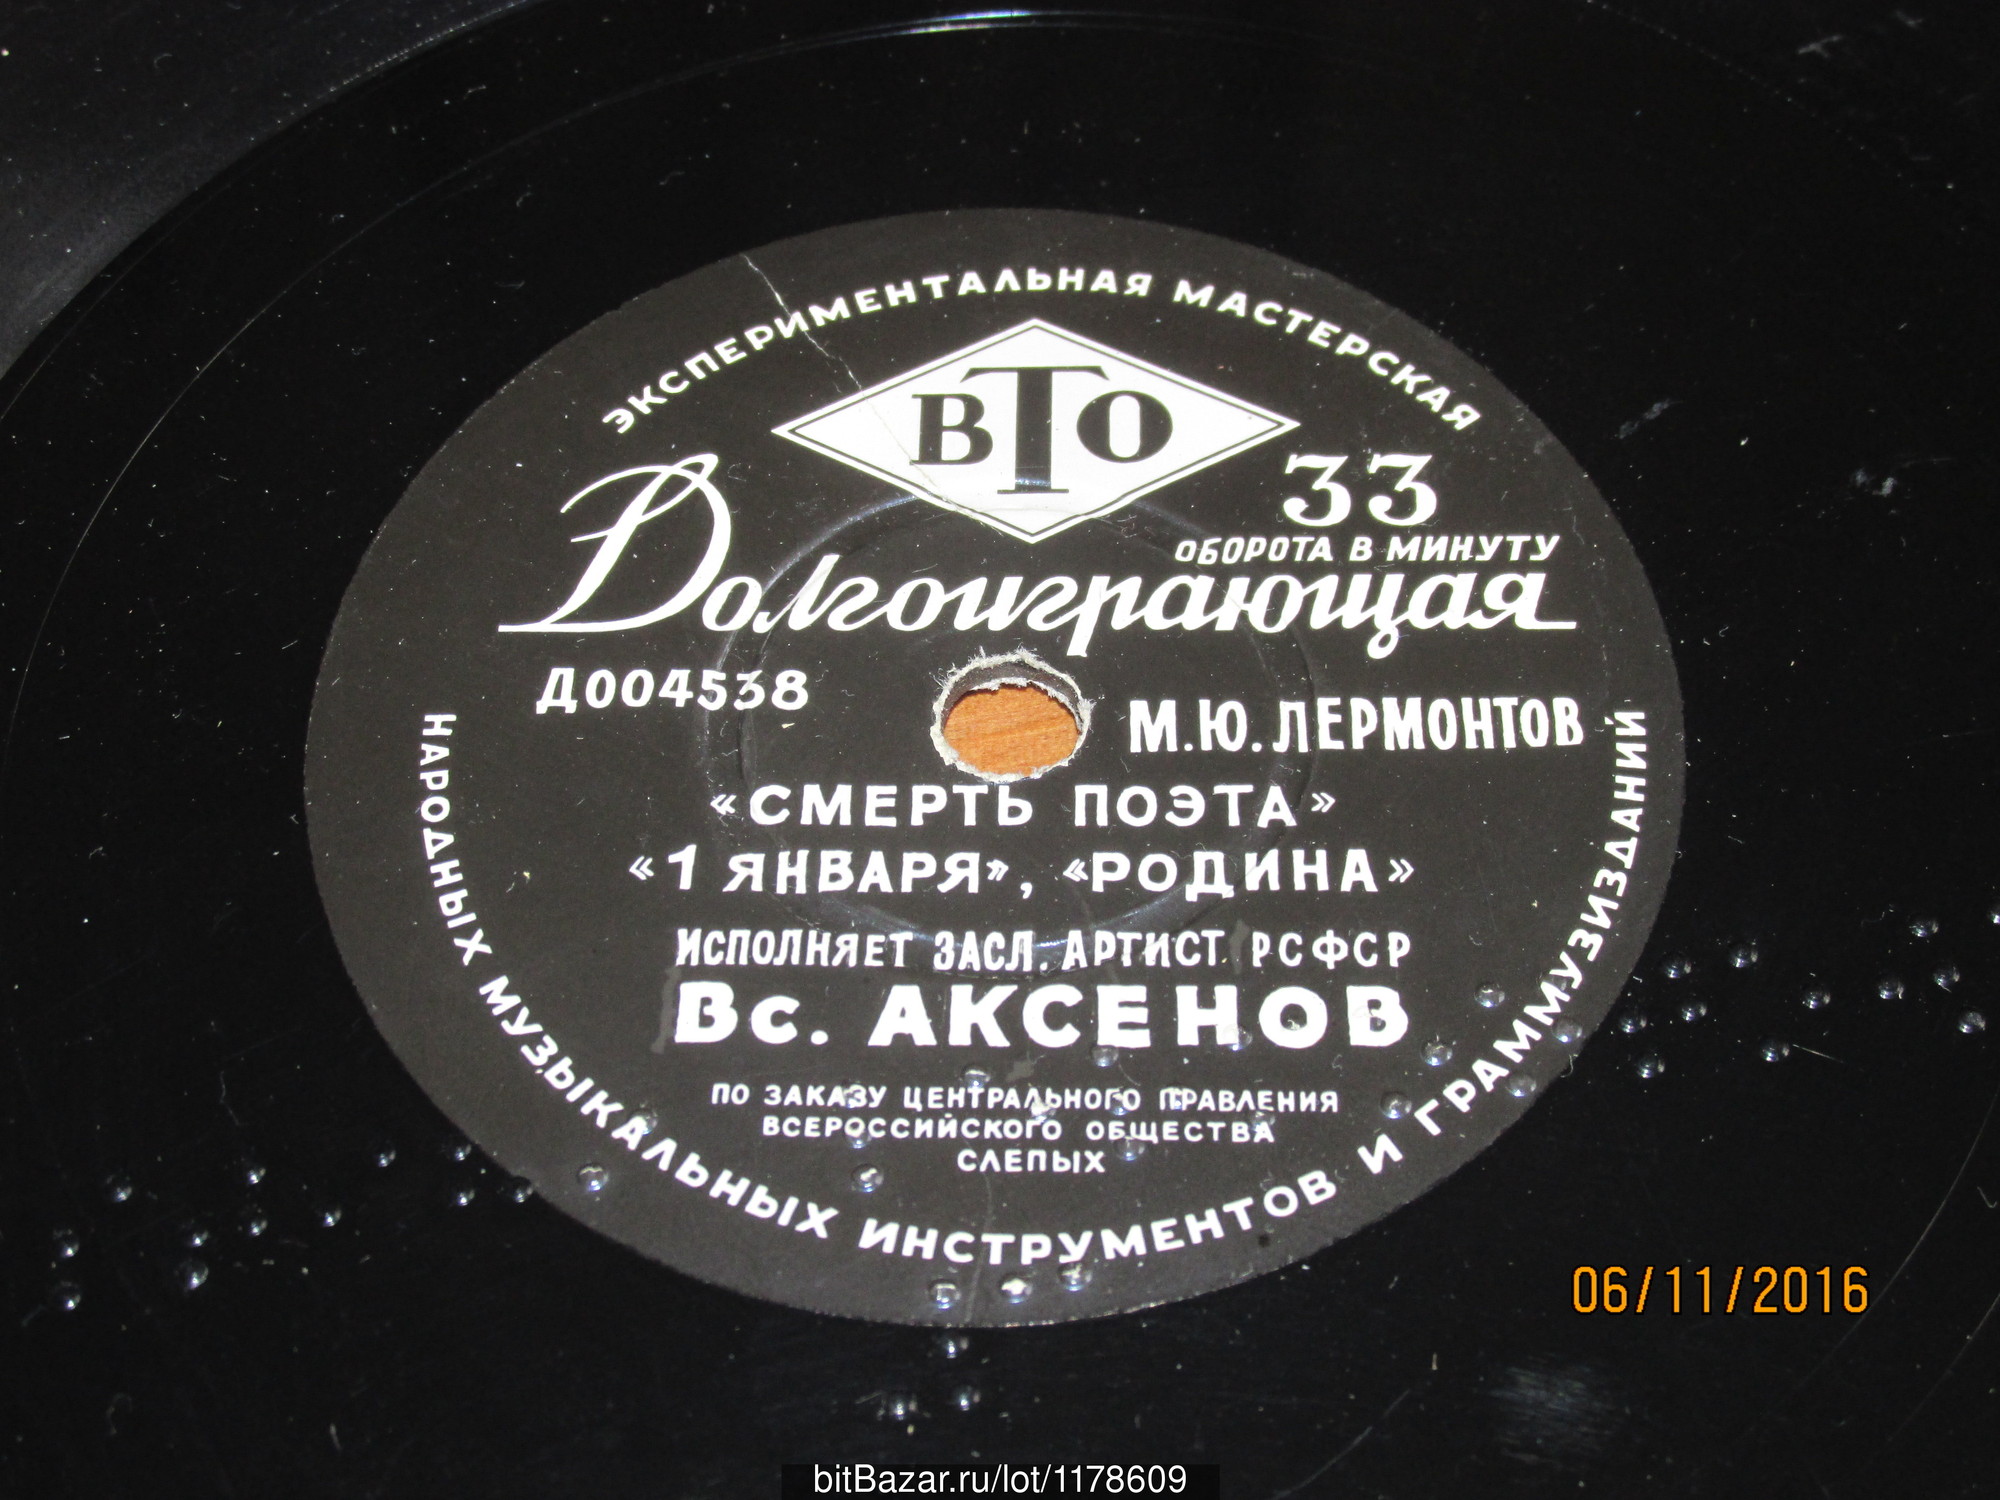 ЭКСПЕРИМЕНТАЛЬНАЯ МАСТЕРСКАЯ
ВТО
33
ОБОРОТА В МИНУТУ
Долгоиграющая
Д004538
М.Ю. ЛЕРМОНТОВ
«СМЕРТЬ ПОЭТА»
«1 ЯНВАРЯ», «РОДИНА»
ИСПОЛНЯЕТ ЗАСЛ. АРТИСТ РСФСР
Вс. АКСЕНОВ
ПО ЗАКАЗУ ЦЕНТРАЛЬНОГО ПРАВЛЕНИЯ
ВСЕРОССИЙСКОГО ОБЩЕСТВА
СЛЕПЫХ
НАРОДНЫХ МУЗЫКАЛЬНЫХ ИНСТРУМЕНТОВ И ГРАММУЗИЗДАНИЙ
06/11/2016
bitBazar.ru/lot/1178609